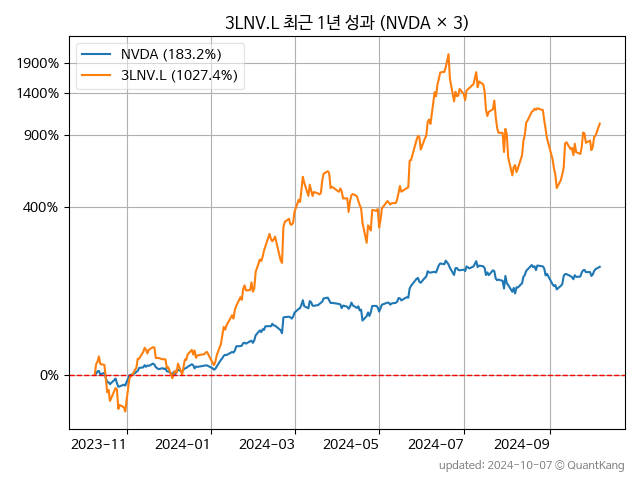 3LNV.L 최근 1년 성과 (NVDA × 3)
NVDA (183.2%)
3LNV.L (1027.4%)
1900%
1400%
900%
400%
0%
2023-11
2024-01
2024-03
2024-05
2024-07
2024-09
updated: 2024-10-07 © QuantKang